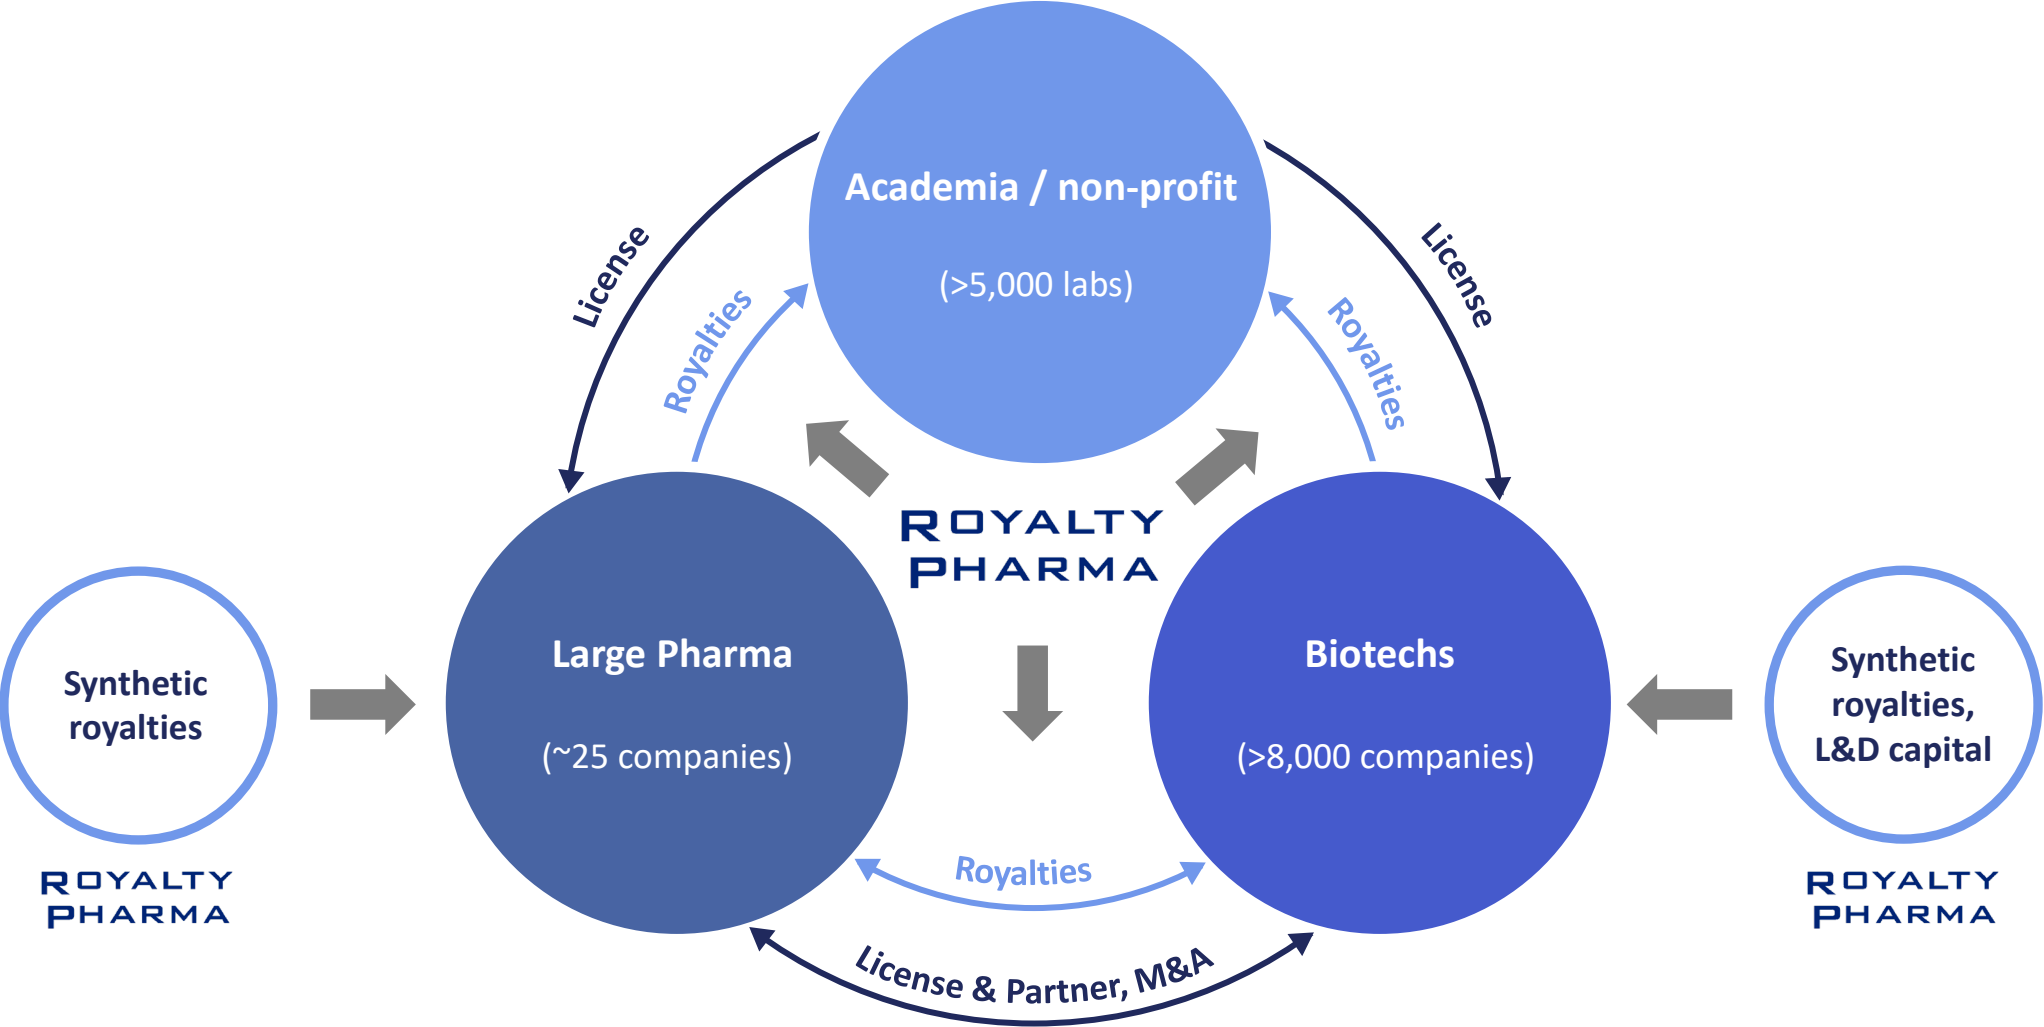 Academia / non-profit
(>5,000 labs)
License
Royalties
Royalties
License
ROYALTY
PHARMA
Large Pharma
(~25 companies)
Biotechs
(>8,000 companies)
Synthetic
royalties
ROYALTY
PHARMA
Synthetic
royalties,
L&D capital
ROYALTY
PHARMA
Royalties
License & Partner, M&A